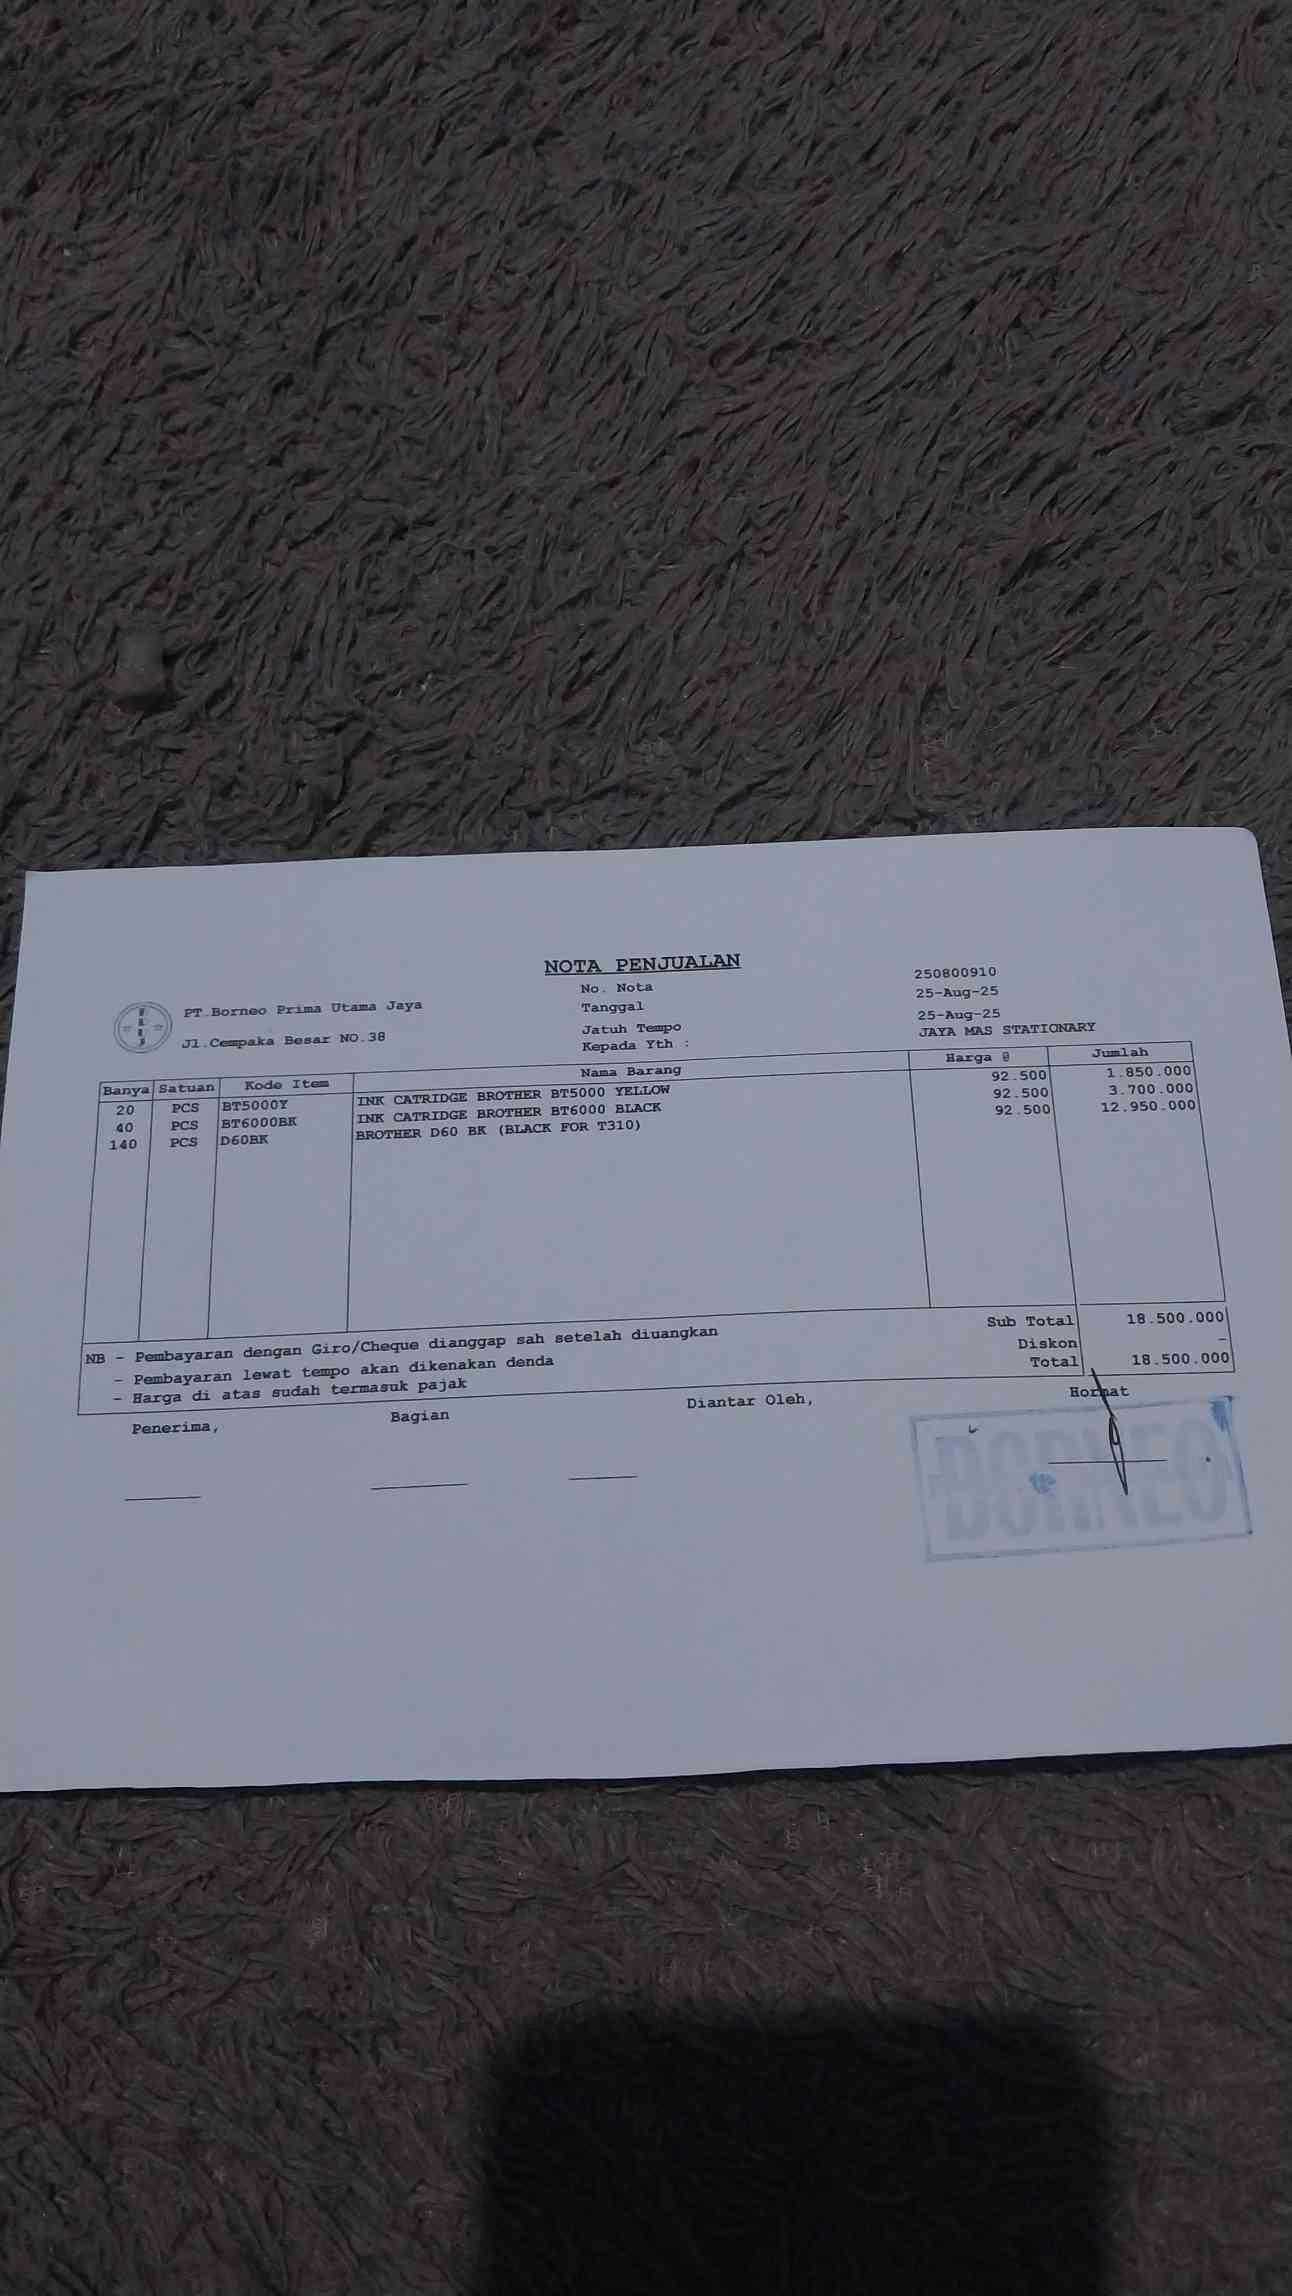 NOTA PENJUALAN
PT.Borneo Prima Utama Jaya
Jl.Cempaka Besar NO.38
No. Nota 250800910
Tanggal 25-Aug-25
Jatuh Tempo 25-Aug-25
Kepada Yth : JAYA MAS STATIONARY
Banya Satuan Kode Item Nama Barang Harga @ Jumlah
20 PCS BT5000Y INK CATRIDGE BROTHER BT5000 YELLOW 92.500 1.850.000
40 PCS BT6000BK INK CATRIDGE BROTHER BT6000 BLACK 92.500 3.700.000
140 PCS D60BK BROTHER D60 BK (BLACK FOR T310) 92.500 12.950.000
Sub Total 18.500.000
Diskon -
Total 18.500.000
NB - Pembayaran dengan Giro/Cheque dianggap sah setelah diuangkan
- Pembayaran lewat tempo akan dikenakan denda
- Harga di atas sudah termasuk pajak
Penerima, Bagian Diantar Oleh, Hormat
BORNEO